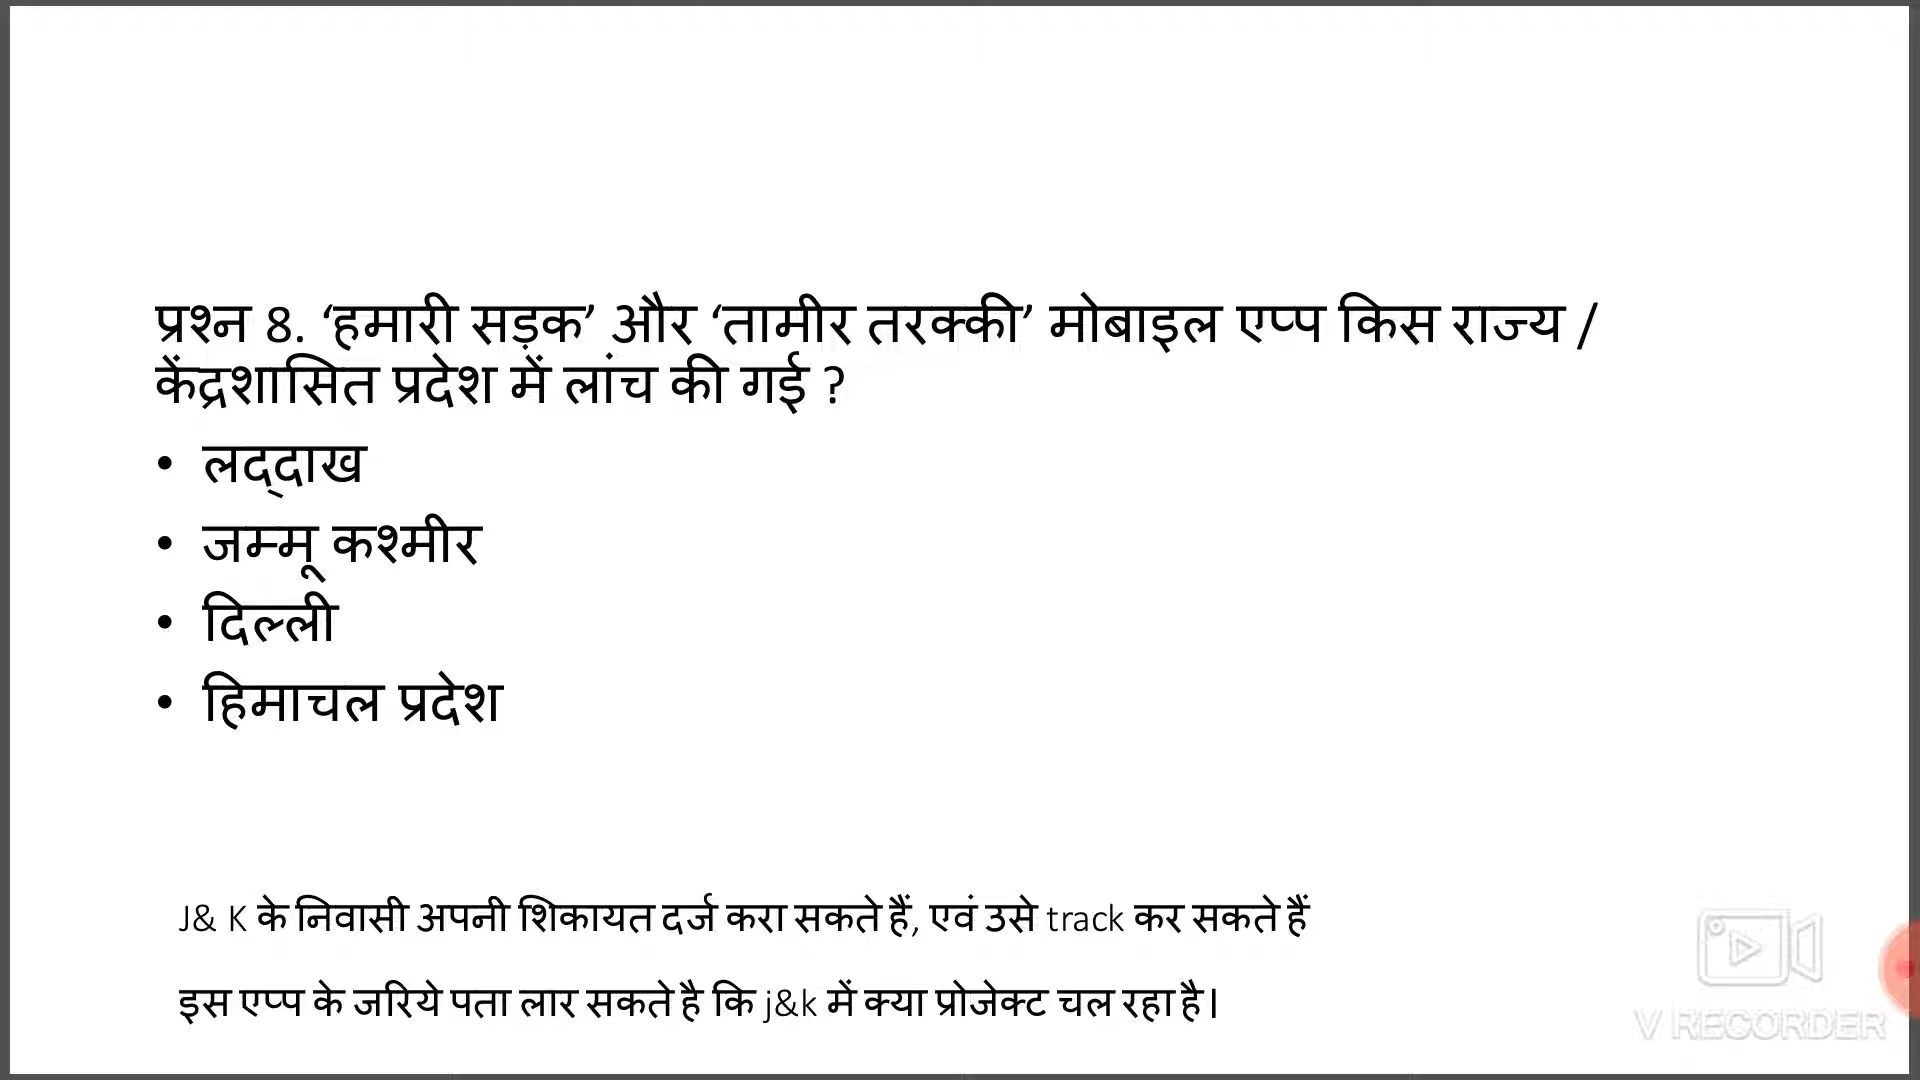 प्रश्न 8. ‘हमारी सड़क’ और ‘तामीर तरक्की’ मोबाइल एप्प किस राज्य /
केंद्रशासित प्रदेश में लांच की गई ?
• लद्दाख
• जम्मू कश्मीर
• दिल्ली
• हिमाचल प्रदेश
J& K के निवासी अपनी शिकायत दर्ज करा सकते हैं, एवं उसे track कर सकते हैं
इस एप्प के जरिये पता लार सकते है कि j&k में क्या प्रोजेक्ट चल रहा है।
V RECORDER